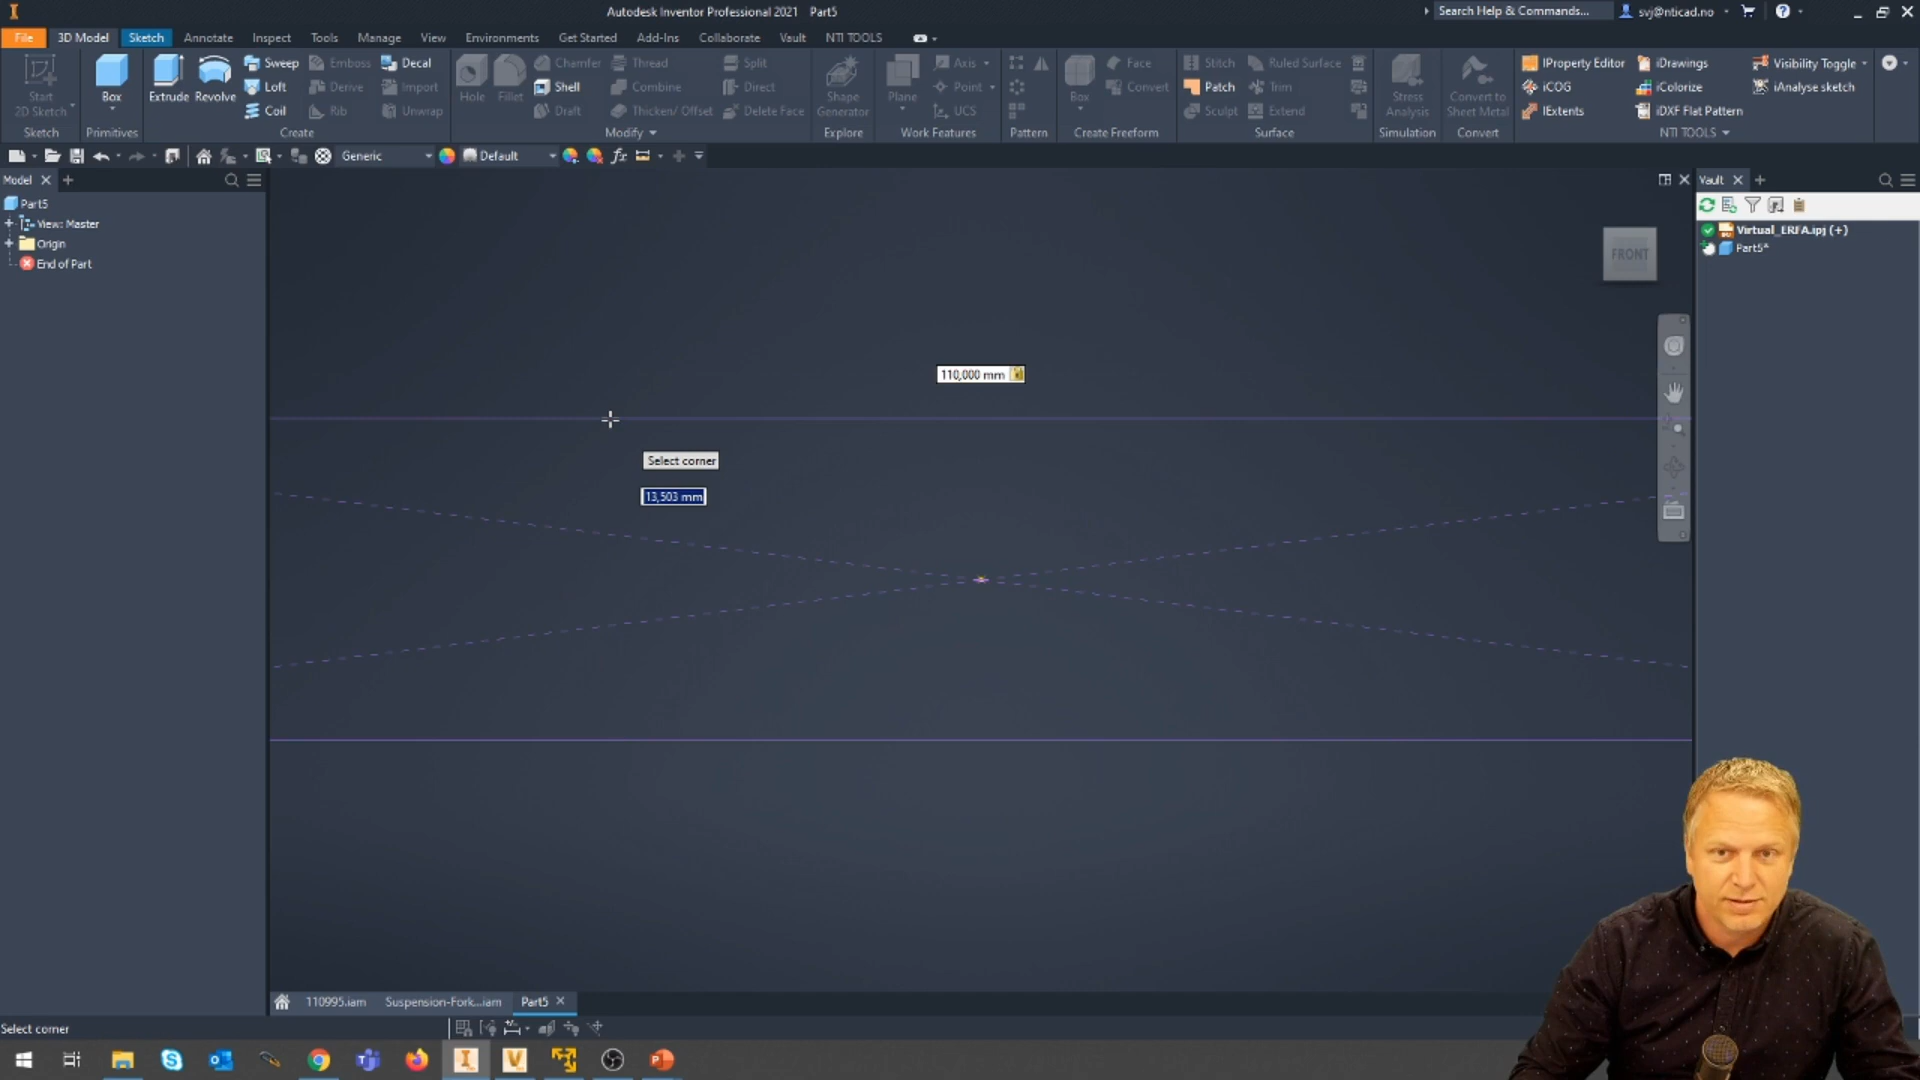 Autodesk Inventor Professional 2021 Part5
Search Help & Commands...
svj@nticad.no
File 3D Model Sketch Annotate Inspect Tools Manage View Environments Get Started Add-Ins Collaborate Vault NTI TOOLS
Start 2D Sketch
Box
Extrude
Revolve
Sweep
Loft
Coil
Emboss
Derive
Rib
Decal
Import
Unwrap
Hole
Fillet
Chamfer
Shell
Draft
Thread
Combine
Thicken/ Offset
Split
Direct
Delete Face
Shape Generator
Plane
Axis
Point
UCS
Box
Face
Convert
Stitch
Patch
Sculpt
Ruled Surface
Trim
Extend
Stress Analysis
Convert to Sheet Metal
IProperty Editor
iCOG
IExtents
iDrawings
iColorize
iDXF Flat Pattern
Visibility Toggle
iAnalyse sketch
Sketch Primitives Create Modify Explore Work Features Pattern Create Freeform Surface Simulation Convert NTI TOOLS
Generic
Default
fx
Model
Part5
View: Master
Origin
End of Part
Vault
Virtual_ERFA.ipj (+)
Part5*
FRONT
110,000 mm
Select corner
13,503 mm
110995.iam Suspension-Fork...iam Part5
Select corner